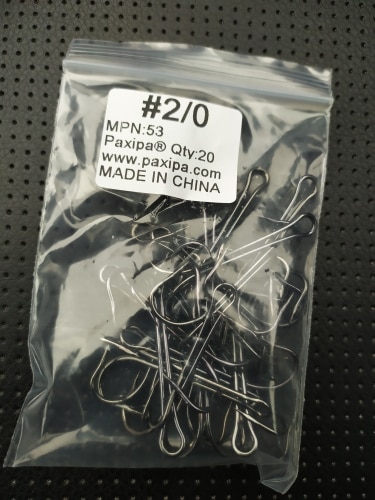 #2/0
MPN:53
Paxipa® Qty:20
www.paxipa.com
MADE IN CHINA